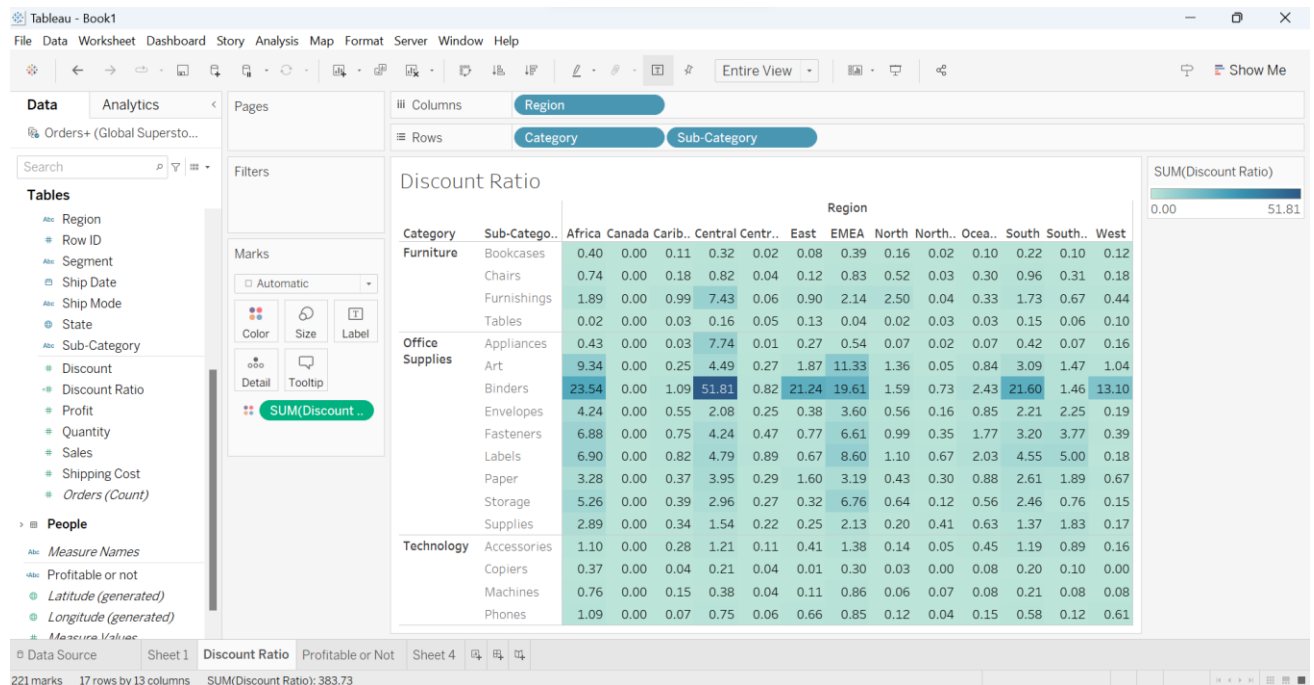 Tableau - Book1
File Data Worksheet Dashboard Story Analysis Map Format Server Window Help
Entire View
Show Me
Data Analytics
Pages
Columns Region
Orders+ (Global Supersto...
Rows Category Sub-Category
Search
Filters
Tables
Abc Region
# Row ID
Abc Segment
Ship Date
Abc Ship Mode
State
Abc Sub-Category
# Discount
=# Discount Ratio
# Profit
# Quantity
# Sales
# Shipping Cost
# Orders (Count)
People
Abc Measure Names
=Abc Profitable or not
Latitude (generated)
Longitude (generated)
# Measure Values
Marks
Automatic
Color Size Label
Detail Tooltip
SUM(Discount ..
Discount Ratio
Region
Category Sub-Catego.. Africa Canada Carib.. Central Centr.. East EMEA North North.. Ocea.. South South.. West
Furniture Bookcases 0.40 0.00 0.11 0.32 0.02 0.08 0.39 0.16 0.02 0.10 0.22 0.10 0.12
Chairs 0.74 0.00 0.18 0.82 0.04 0.12 0.83 0.52 0.03 0.30 0.96 0.31 0.18
Furnishings 1.89 0.00 0.99 7.43 0.06 0.90 2.14 2.50 0.04 0.33 1.73 0.67 0.44
Tables 0.02 0.00 0.03 0.16 0.05 0.13 0.04 0.02 0.03 0.03 0.15 0.06 0.10
Office Supplies Appliances 0.43 0.00 0.03 7.74 0.01 0.27 0.54 0.07 0.02 0.07 0.42 0.07 0.16
Art 9.34 0.00 0.25 4.49 0.27 1.87 11.33 1.36 0.05 0.84 3.09 1.47 1.04
Binders 23.54 0.00 1.09 51.81 0.82 21.24 19.61 1.59 0.73 2.43 21.60 1.46 13.10
Envelopes 4.24 0.00 0.55 2.08 0.25 0.38 3.60 0.56 0.16 0.85 2.21 2.25 0.19
Fasteners 6.88 0.00 0.75 4.24 0.47 0.77 6.61 0.99 0.35 1.77 3.20 3.77 0.39
Labels 6.90 0.00 0.82 4.79 0.89 0.67 8.60 1.10 0.67 2.03 4.55 5.00 0.18
Paper 3.28 0.00 0.37 3.95 0.29 1.60 3.19 0.43 0.30 0.88 2.61 1.89 0.67
Storage 5.26 0.00 0.39 2.96 0.27 0.32 6.76 0.64 0.12 0.56 2.46 0.76 0.15
Supplies 2.89 0.00 0.34 1.54 0.22 0.25 2.13 0.20 0.41 0.63 1.37 1.83 0.17
Technology Accessories 1.10 0.00 0.28 1.21 0.11 0.41 1.38 0.14 0.05 0.45 1.19 0.89 0.16
Copiers 0.37 0.00 0.04 0.21 0.04 0.01 0.30 0.03 0.00 0.08 0.20 0.10 0.00
Machines 0.76 0.00 0.15 0.38 0.04 0.11 0.86 0.06 0.07 0.08 0.21 0.08 0.08
Phones 1.09 0.00 0.07 0.75 0.06 0.66 0.85 0.12 0.04 0.15 0.58 0.12 0.61
SUM(Discount Ratio)
0.00 51.81
Data Source Sheet 1 Discount Ratio Profitable or Not Sheet 4
221 marks 17 rows by 13 columns SUM(Discount Ratio): 383.73